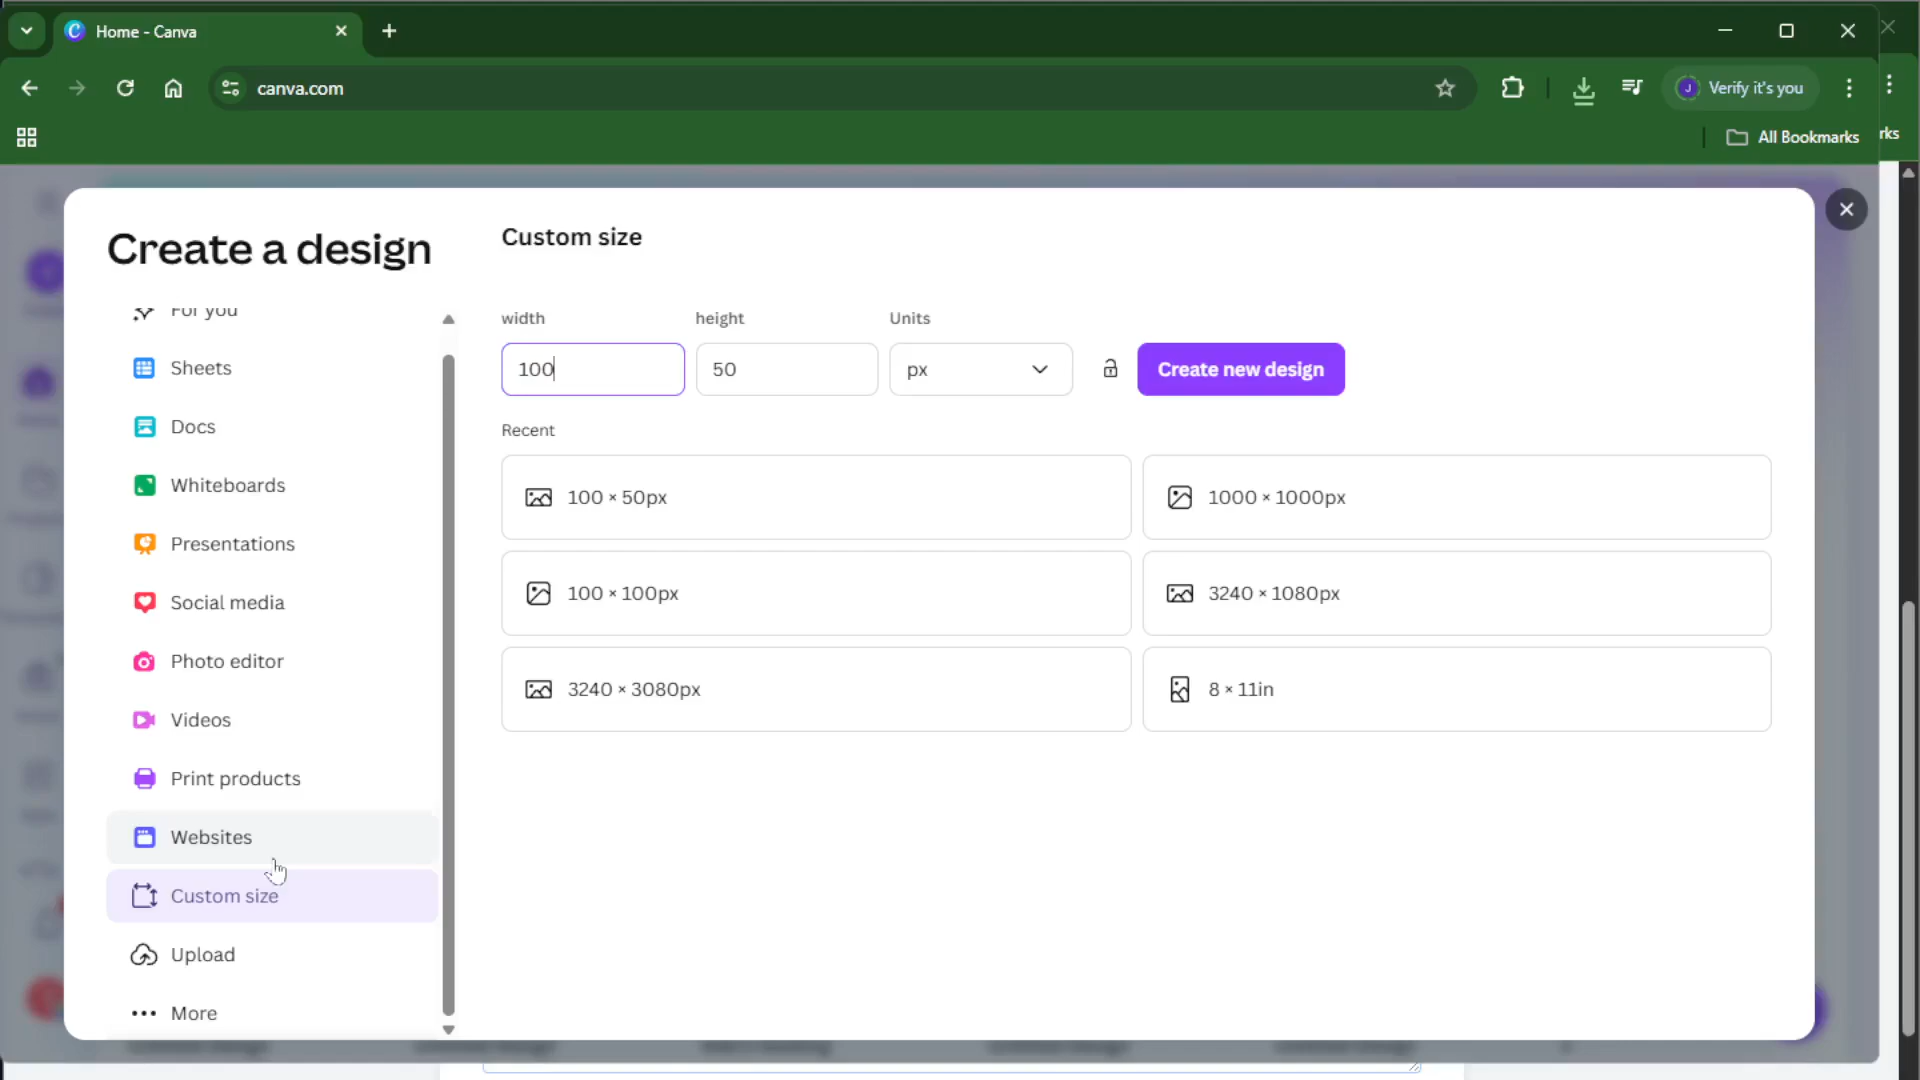 Home - Canva
canva.com
Verify it's you
All Bookmarks
rks
Create a design
For you
Sheets
Docs
Whiteboards
Presentations
Social media
Photo editor
Videos
Print products
Websites
Custom size
Upload
More
Custom size
width height Units
100 50 px Create new design
Recent
100 × 50px 1000 × 1000px
100 × 100px 3240 × 1080px
3240 × 3080px 8 × 11in